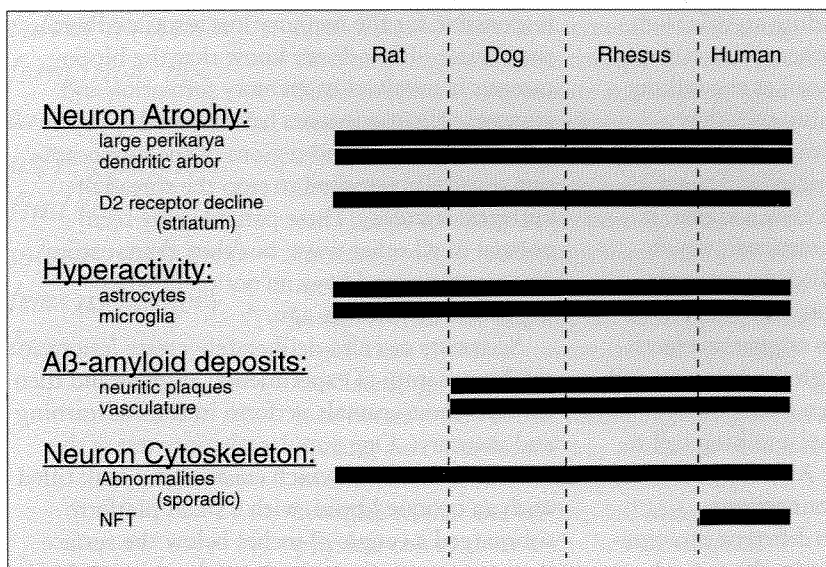 Rat Dog Rhesus Human
Neuron Atrophy:
large perikarya
dendritic arbor
D2 receptor decline
(striatum)
Hyperactivity:
astrocytes
microglia
Aß-amyloid deposits:
neuritic plaques
vasculature
Neuron Cytoskeleton:
Abnormalities
(sporadic)
NFT